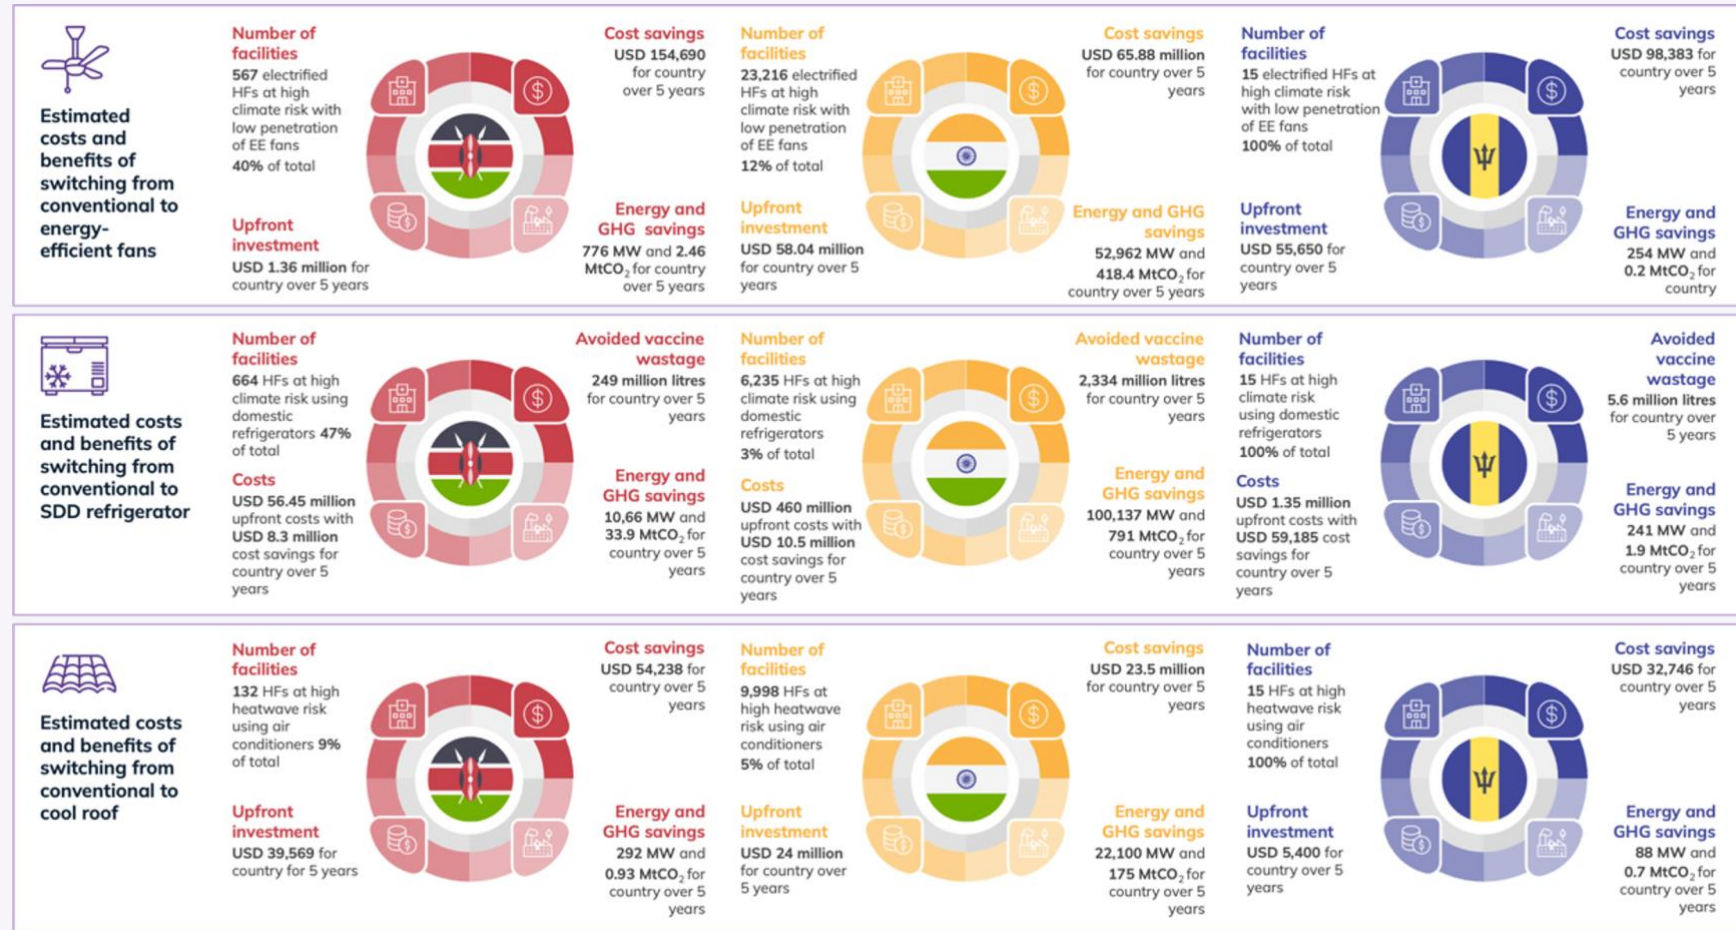 Estimated
costs and
benefits of
switching from
conventional to
energy-
efficient fans
Number of
facilities
567 electrified
HFs at high
climate risk with
low penetration
of EE fans
40% of total
Upfront
investment
USD 1.36 million for
country over 5 years
Cost savings
USD 154,690
for country
over 5 years
Energy and
GHG savings
776 MW and 2.46
MtCO₂ for country
over 5 years
Number of
facilities
23,216 electrified
HFs at high
climate risk with
low penetration
of EE fans
12% of total
Upfront
investment
USD 58.04 million
for country over 5
years
Cost savings
USD 65.88 million
for country over 5
years
Energy and GHG
savings
52,962 MW and
418.4 MtCO₂ for
country over 5 years
Number of
facilities
15 electrified HFs at
high climate risk
with low penetration
of EE fans
100% of total
Upfront
investment
USD 55,650 for
country over 5
years
Cost savings
USD 98,383 for
country over 5
years
Energy and
GHG savings
254 MW and
0.2 MtCO₂ for
country
Estimated costs
and benefits of
switching from
conventional to
SDD refrigerator
Number of
facilities
664 HFs at high
climate risk using
domestic
refrigerators 47%
of total
Costs
USD 56.45 million
upfront costs with
USD 8.3 million
cost savings for
country over 5
years
Avoided vaccine
wastage
249 million litres
for country over 5
years
Energy and
GHG savings
10,66 MW and
33.9 MtCO₂ for
country over 5
years
Number of
facilities
6,235 HFs at high
climate risk using
domestic
refrigerators
3% of total
Costs
USD 460 million
upfront costs with
USD 10.5 million
cost savings for
country over 5
years
Avoided vaccine
wastage
2,334 million litres
for country over 5
years
Energy and
GHG savings
100,137 MW and
791 MtCO₂ for
country over 5
years
Number of
facilities
15 HFs at high
climate risk
using domestic
refrigerators
100% of total
Costs
USD 1.35 million
upfront costs with
USD 59,185 cost
savings for
country over 5
years
Avoided
vaccine
wastage
5.6 million litres
for country over
5 years
Energy and
GHG savings
241 MW and
1.9 MtCO₂ for
country over 5
years
Estimated costs
and benefits of
switching from
conventional to
cool roof
Number of
facilities
132 HFs at high
heatwave risk
using air
conditioners 9%
of total
Upfront
investment
USD 39,569 for
country for 5 years
Cost savings
USD 54,238 for
country over 5
years
Energy and
GHG savings
292 MW and
0.93 MtCO₂ for
country over 5
years
Number of
facilities
9,998 HFs at
high heatwave
risk using air
conditioners
5% of total
Upfront
investment
USD 24 million
for country over
5 years
Cost savings
USD 23.5 million
for country over 5
years
Energy and
GHG savings
22,100 MW and
175 MtCO₂ for
country over 5
years
Number of
facilities
15 HFs at high
heatwave risk
using air
conditioners
100% of total
Upfront
investment
USD 5,400 for
country over 5
years
Cost savings
USD 32,746 for
country over 5
years
Energy and
GHG savings
88 MW and
0.7 MtCO₂ for
country over 5
years